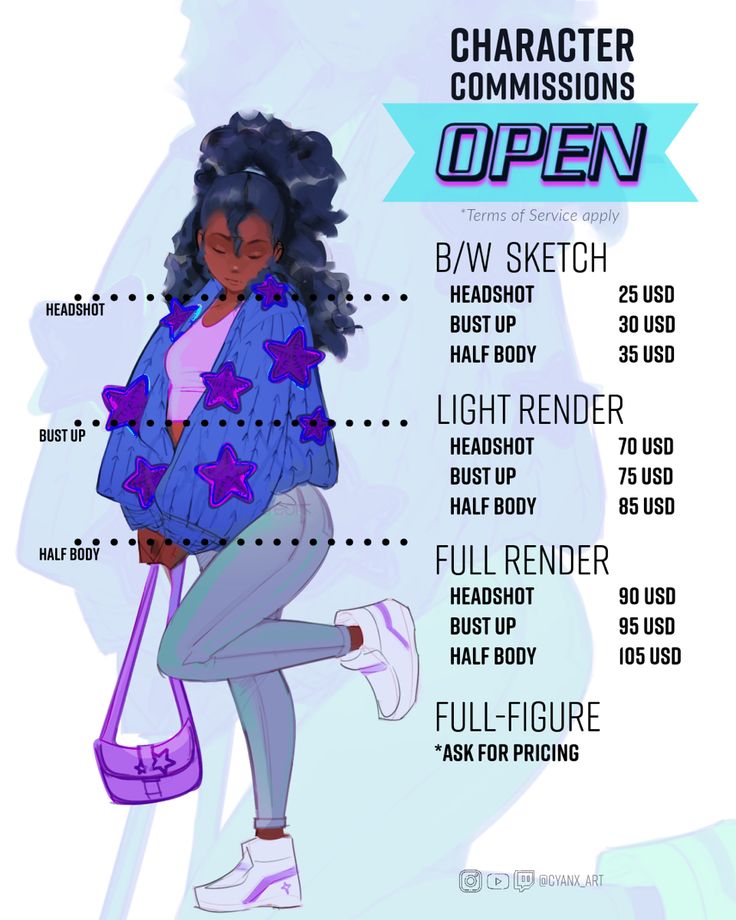 CHARACTER
COMMISSIONS
OPEN
*Terms of Service apply
B/W SKETCH
HEADSHOT 25 USD
BUST UP 30 USD
HALF BODY 35 USD
LIGHT RENDER
HEADSHOT 70 USD
BUST UP 75 USD
HALF BODY 85 USD
FULL RENDER
HEADSHOT 90 USD
BUST UP 95 USD
HALF BODY 105 USD
FULL-FIGURE
*ASK FOR PRICING
HEADSHOT
BUST UP
HALF BODY
@CYANX_ART